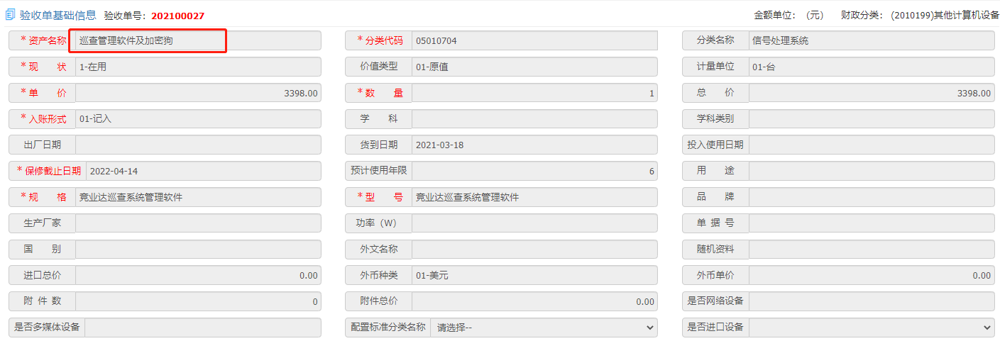 验收单基础信息 验收单号：202100027 金额单位：（元） 财政分类：(2010199)其他计算机设备
* 资产名称 巡查管理软件及加密狗 * 分类代码 05010704 分类名称 信号处理系统
* 现 状 1-在用 价值类型 01-原值 计量单位 01-台
* 单 价 3398.00 * 数 量 1 总 价 3398.00
* 入账形式 01-记入 学 科 学科类别
出厂日期 货到日期 2021-03-18 投入使用日期
* 保修截止日期 2022-04-14 预计使用年限 6 用 途
* 规 格 竞业达巡查系统管理软件 * 型 号 竞业达巡查系统管理软件 品 牌
生产厂家 功率（W） 单 据 号
国 别 外文名称 随机资料
进口总价 0.00 外币种类 01-美元 外币单价 0.00
附 件 数 0 附件总价 0.00 是否网络设备
是否多媒体设备 配置标准分类名称 请选择-- 是否进口设备